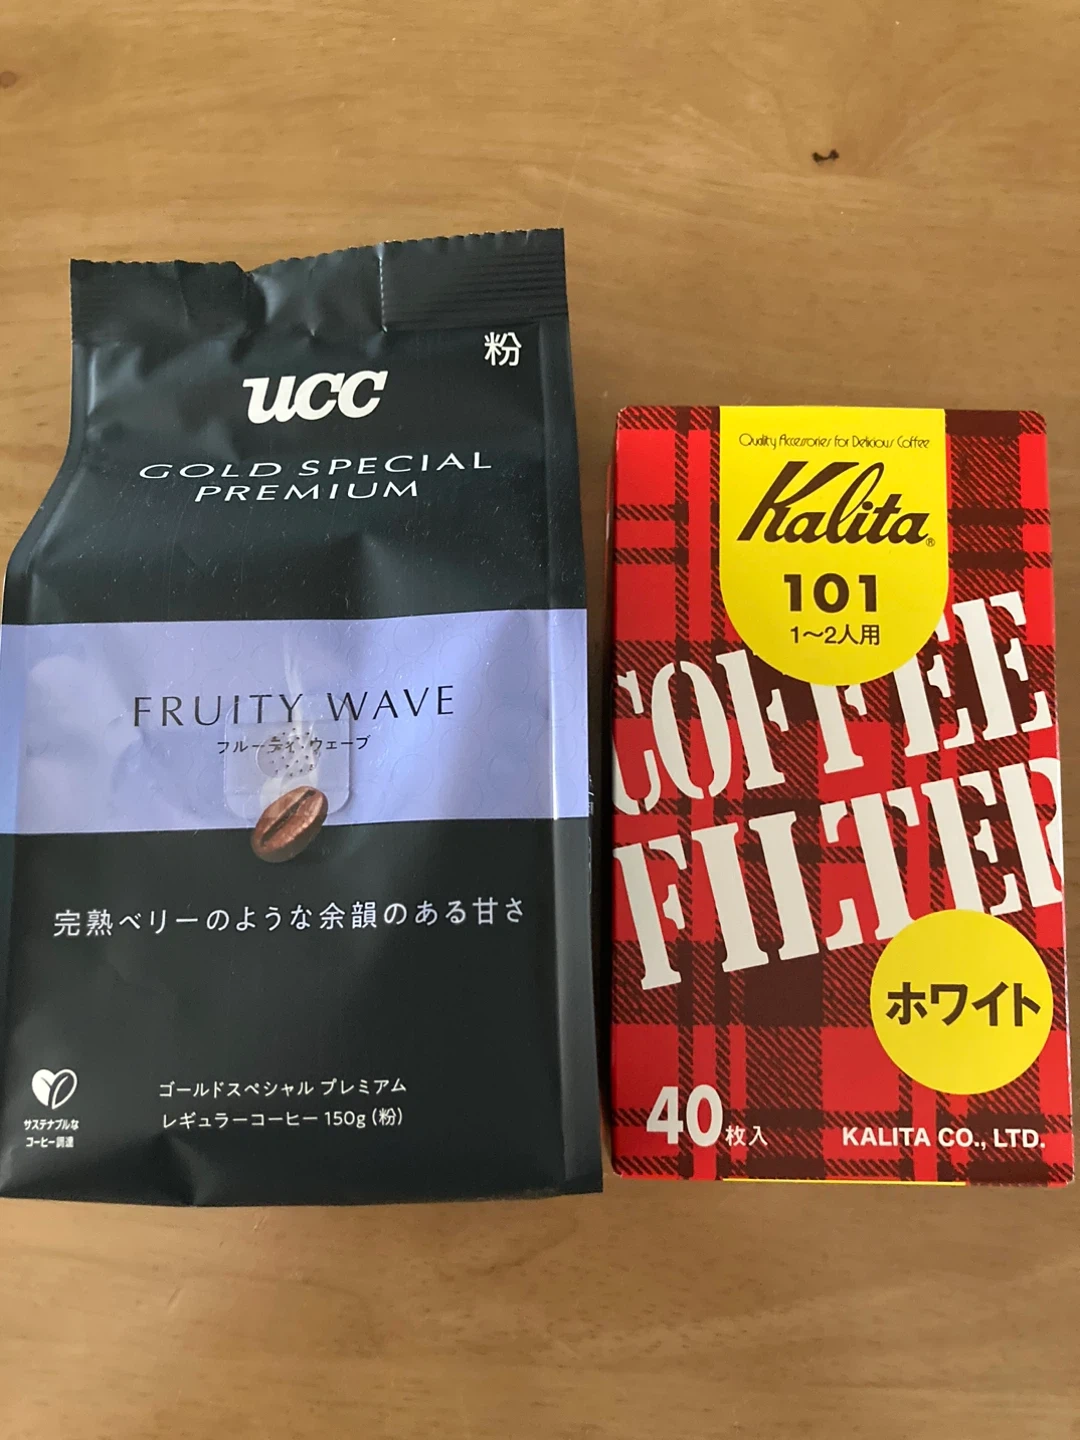 粉
ucc
GOLD SPECIAL
PREMIUM
FRUITY WAVE
フルーティ ウェーブ
完熟ベリーのような余韻のある甘さ
サステナブルな
コーヒー調達
ゴールドスペシャル プレミアム
レギュラーコーヒー 150g (粉)
Quality Accessories for Delicious Coffee
Kalita®
101
1〜2人用
COFFEE
FILTER
ホワイト
40枚入
KALITA CO., LTD.